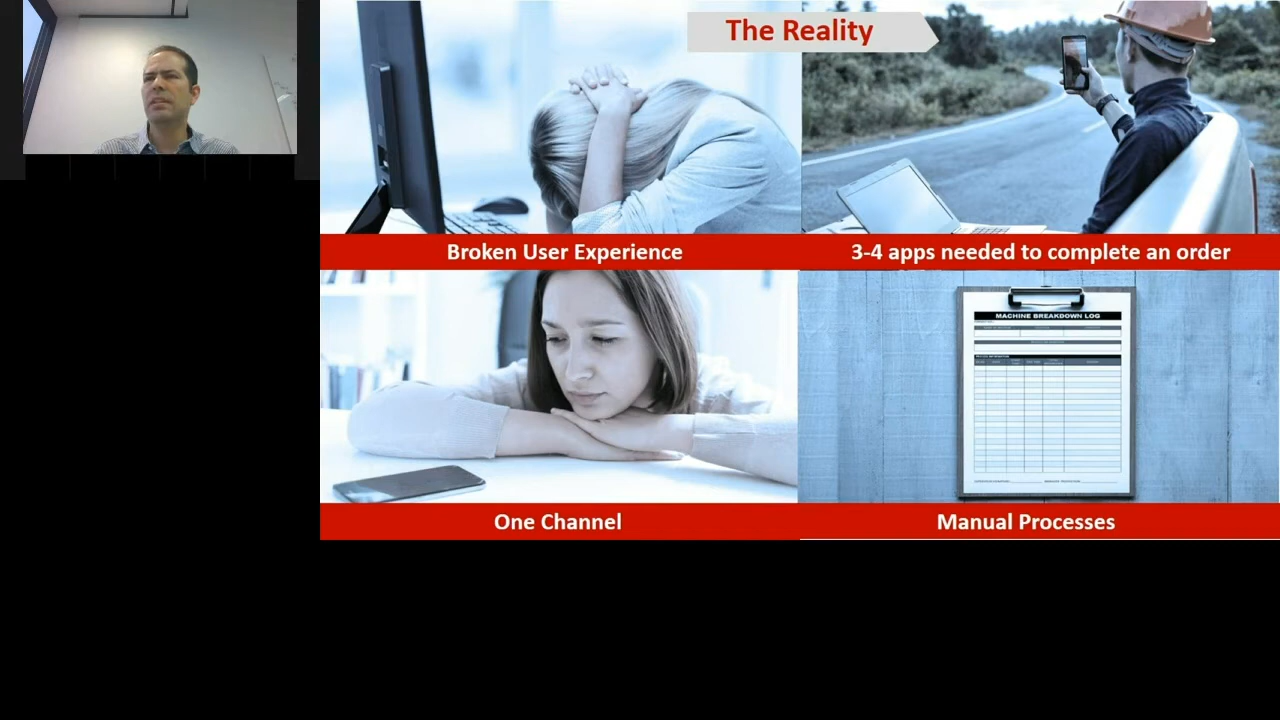 The Reality
Broken User Experience
3-4 apps needed to complete an order
MACHINE BREAKDOWN LOG
One Channel
Manual Processes